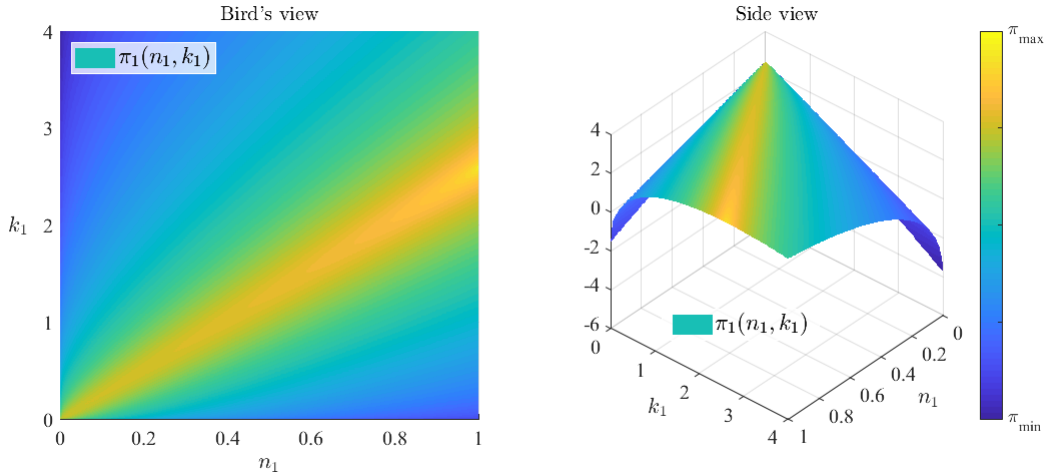 Bird's view
4
3
2
1
0
k₁
π₁(n₁, k₁)
0
0.2
0.4
0.6
0.8
1
n₁
Side view
4
2
0
-2
-4
-6
0
1
2
3
4
k₁
1
0.8
0.6
0.4
0.2
0
n₁
π₁(n₁, k₁)
π_max
π_min